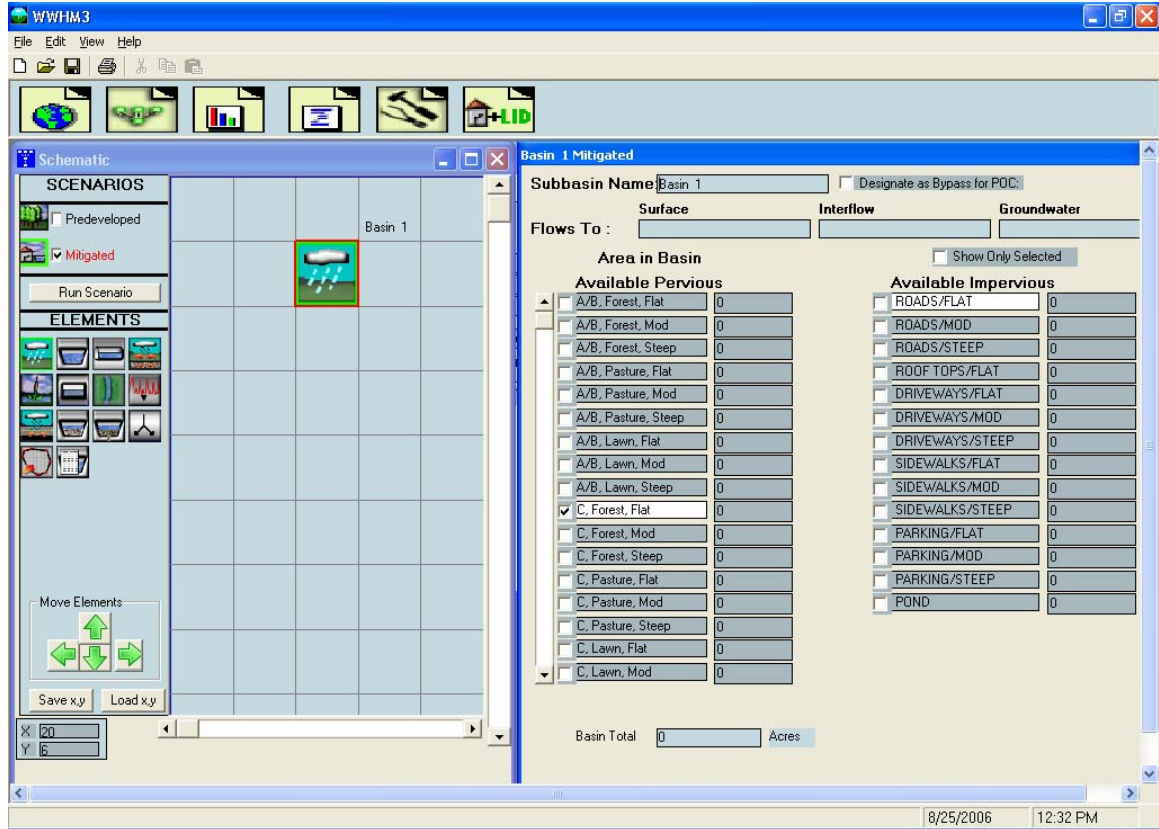 WWHM3
File Edit View Help
+LID
Schematic
SCENARIOS
Predeveloped
Mitigated
Run Scenario
ELEMENTS
Move Elements
Save x,y Load x,y
X 20
Y 6
Basin 1
Basin 1 Mitigated
Subbasin Name: Basin 1 Designate as Bypass for POC:
Surface Interflow Groundwater
Flows To :
Area in Basin Show Only Selected
Available Pervious Available Impervious
A/B, Forest, Flat 0 ROADS/FLAT 0
A/B, Forest, Mod 0 ROADS/MOD 0
A/B, Forest, Steep 0 ROADS/STEEP 0
A/B, Pasture, Flat 0 ROOF TOPS/FLAT 0
A/B, Pasture, Mod 0 DRIVEWAYS/FLAT 0
A/B, Pasture, Steep 0 DRIVEWAYS/MOD 0
A/B, Lawn, Flat 0 DRIVEWAYS/STEEP 0
A/B, Lawn, Mod 0 SIDEWALKS/FLAT 0
A/B, Lawn, Steep 0 SIDEWALKS/MOD 0
C, Forest, Flat 0 SIDEWALKS/STEEP 0
C, Forest, Mod 0 PARKING/FLAT 0
C, Forest, Steep 0 PARKING/MOD 0
C, Pasture, Flat 0 PARKING/STEEP 0
C, Pasture, Mod 0 POND 0
C, Pasture, Steep 0
C, Lawn, Flat 0
C, Lawn, Mod 0
Basin Total 0 Acres
8/25/2006 12:32 PM